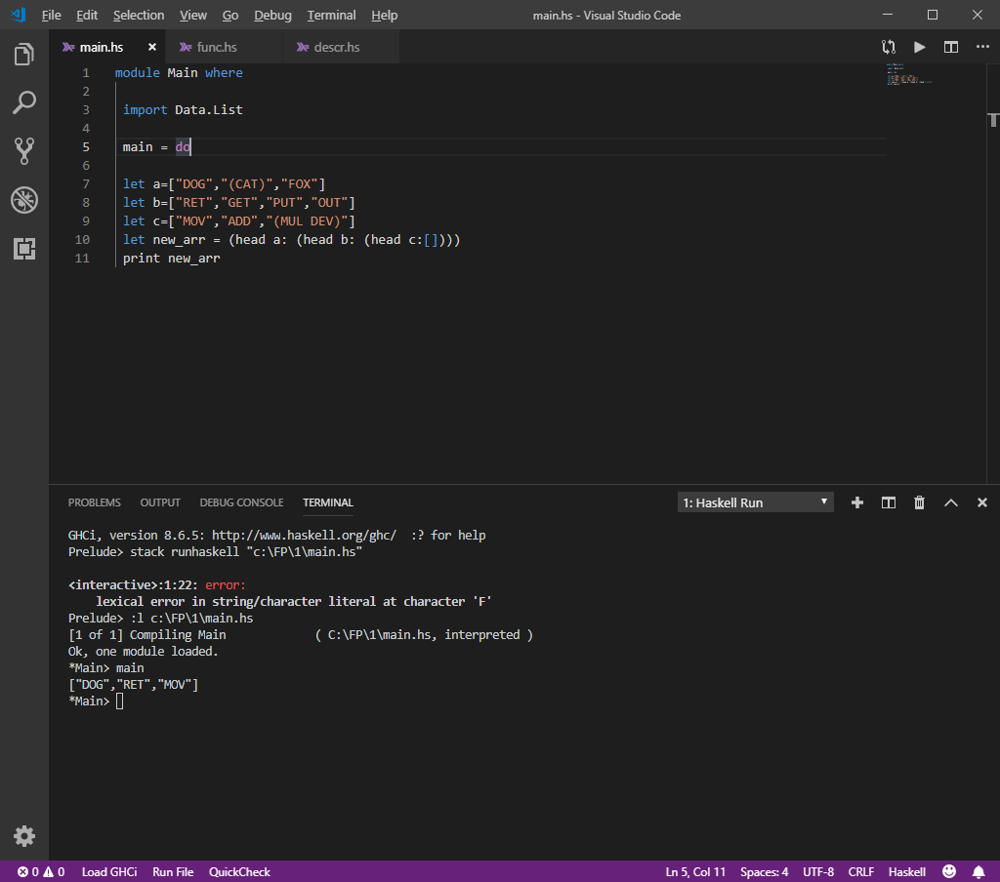 File Edit Selection View Go Debug Terminal Help main.hs - Visual Studio Code
main.hs func.hs descr.hs
1 module Main where
2
3 import Data.List
4
5 main = do
6
7 let a=["DOG","(CAT)","FOX"]
8 let b=["RET","GET","PUT","OUT"]
9 let c=["MOV","ADD","(MUL DEV)"]
10 let new_arr = (head a: (head b: (head c:[])))
11 print new_arr
PROBLEMS OUTPUT DEBUG CONSOLE TERMINAL 1: Haskell Run
GHCi, version 8.6.5: http://www.haskell.org/ghc/ :? for help
Prelude> stack runhaskell "c:\FP\1\main.hs"
<interactive>:1:22: error:
lexical error in string/character literal at character 'F'
Prelude> :l c:\FP\1\main.hs
[1 of 1] Compiling Main ( C:\FP\1\main.hs, interpreted )
Ok, one module loaded.
*Main> main
["DOG","RET","MOV"]
*Main>
0 0 Load GHCi Run File QuickCheck Ln 5, Col 11 Spaces: 4 UTF-8 CRLF Haskell